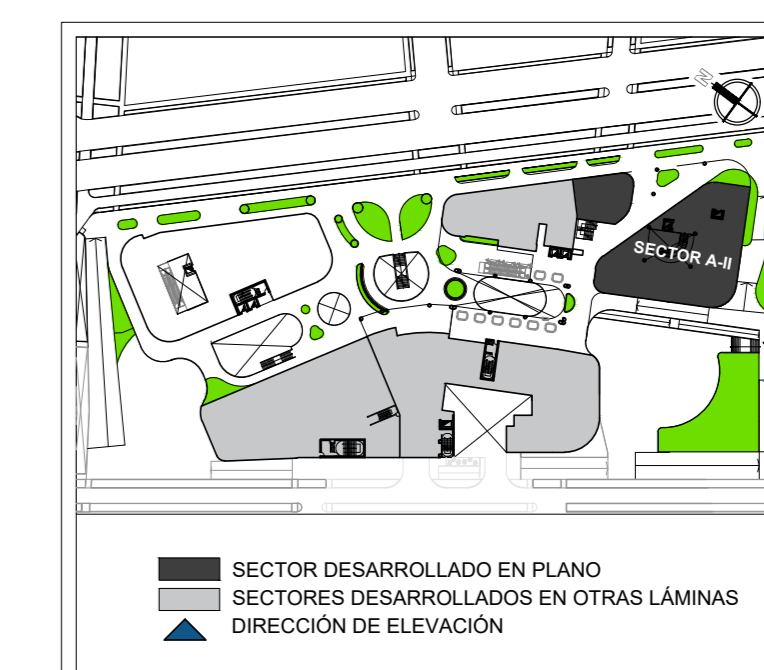 N
SECTOR A-II
SECTOR DESARROLLADO EN PLANO
SECTORES DESARROLLADOS EN OTRAS LÁMINAS
DIRECCIÓN DE ELEVACIÓN